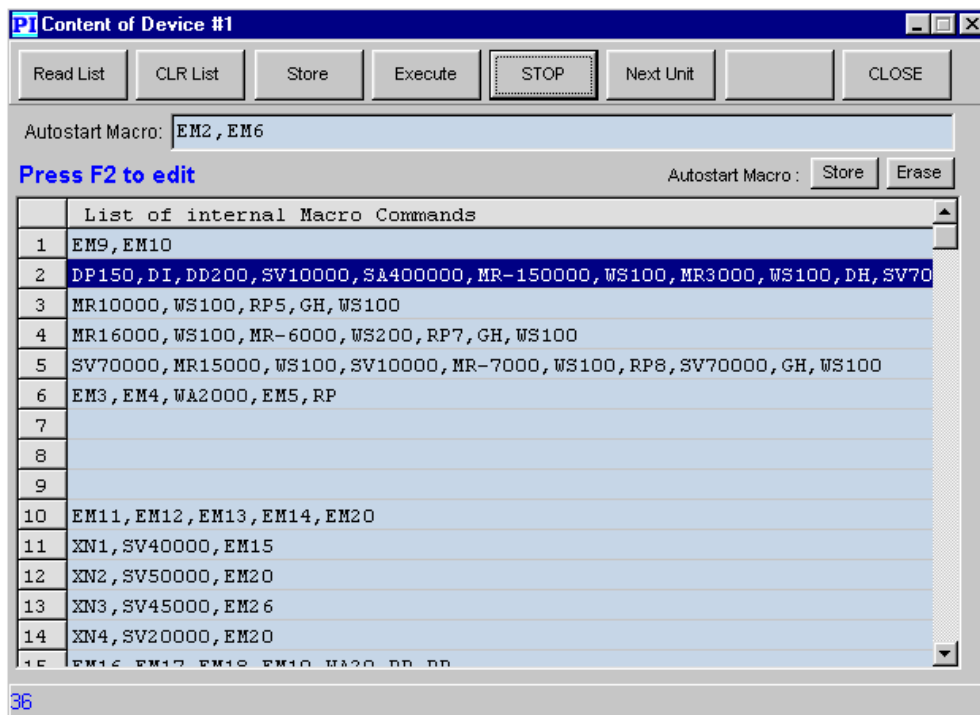 PI Content of Device #1
Read List CLR List Store Execute STOP Next Unit CLOSE
Autostart Macro: EM2,EM6
Press F2 to edit Autostart Macro : Store Erase
List of internal Macro Commands
1 EM9,EM10
2 DP150,DI,DD200,SV10000,SA400000,MR-150000,WS100,MR3000,WS100,DH,SV70
3 MR10000,WS100,RP5,GH,WS100
4 MR16000,WS100,MR-6000,WS200,RP7,GH,WS100
5 SV70000,MR15000,WS100,SV10000,MR-7000,WS100,RP8,SV70000,GH,WS100
6 EM3,EM4,WA2000,EM5,RP
7
8
9
10 EM11,EM12,EM13,EM14,EM20
11 XN1,SV40000,EM15
12 XN2,SV50000,EM20
13 XN3,SV45000,EM26
14 XN4,SV20000,EM20
15
36